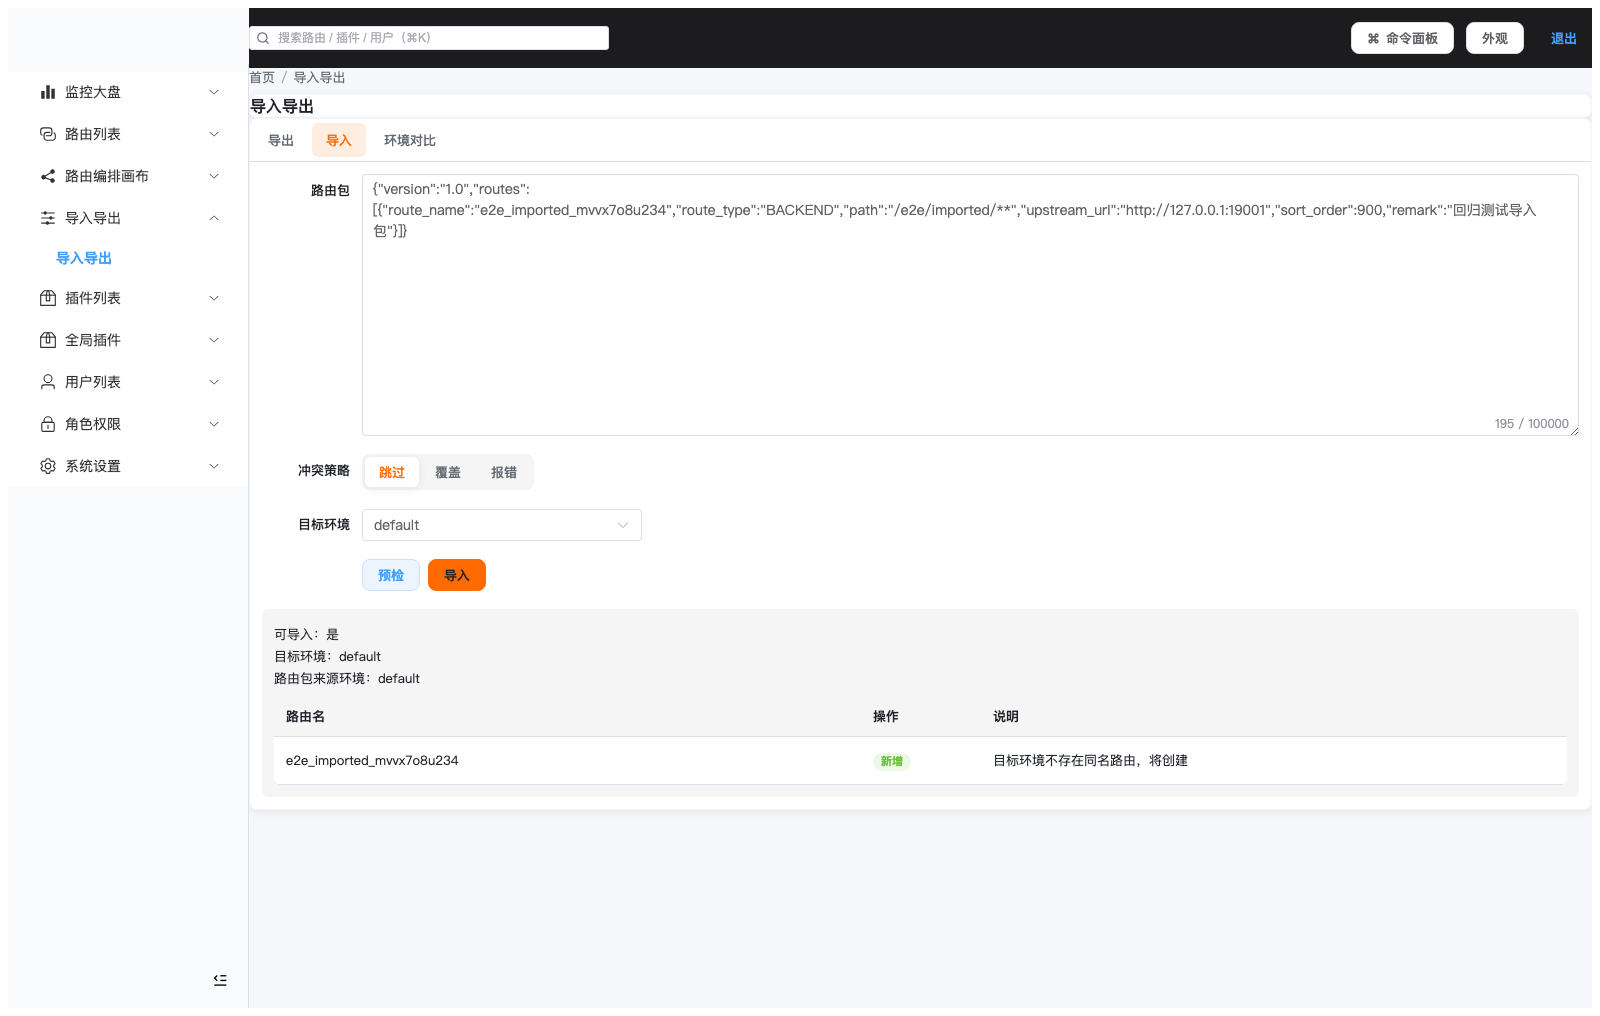 搜索路由 / 插件 / 用户（⌘K）
⌘ 命令面板
外观
退出
监控大盘
路由列表
路由编排画布
导入导出
导入导出
插件列表
全局插件
用户列表
角色权限
系统设置
首页 / 导入导出
导入导出
导出
导入
环境对比
路由包
{"version":"1.0","routes":
[{"route_name":"e2e_imported_mvvx7o8u234","route_type":"BACKEND","path":"/e2e/imported/**","upstream_url":"http://127.0.0.1:19001","sort_order":900,"remark":"回归测试导入
包"}]}
195 / 100000
冲突策略
跳过
覆盖
报错
目标环境
default
预检
导入
可导入：是
目标环境：default
路由包来源环境：default
路由名 操作 说明
e2e_imported_mvvx7o8u234 新增 目标环境不存在同名路由，将创建